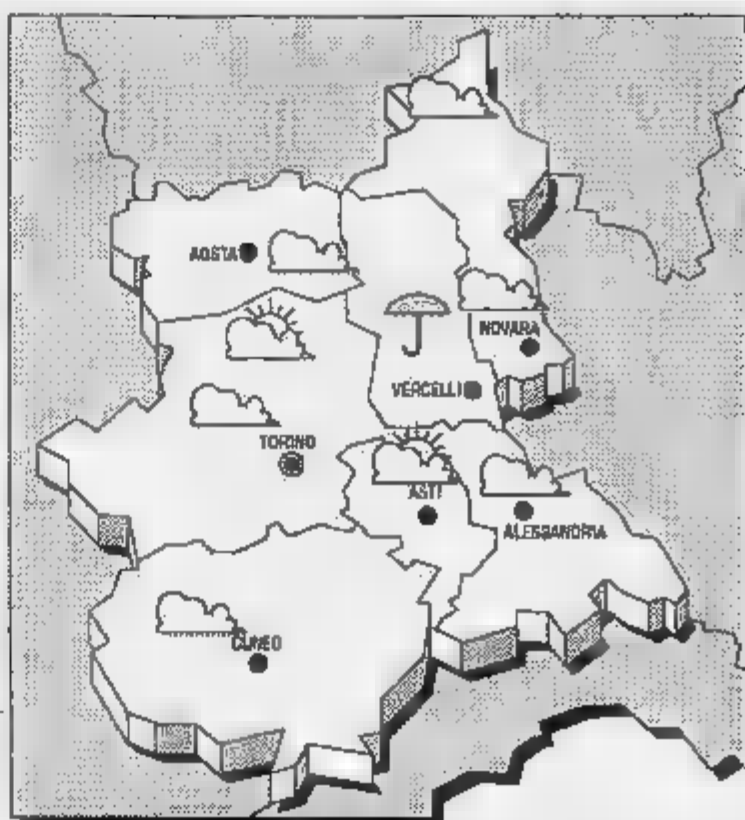 AOSTA
NOVARA
VERCELLI
TORINO
ASTI
ALESSANDRIA
CUNEO